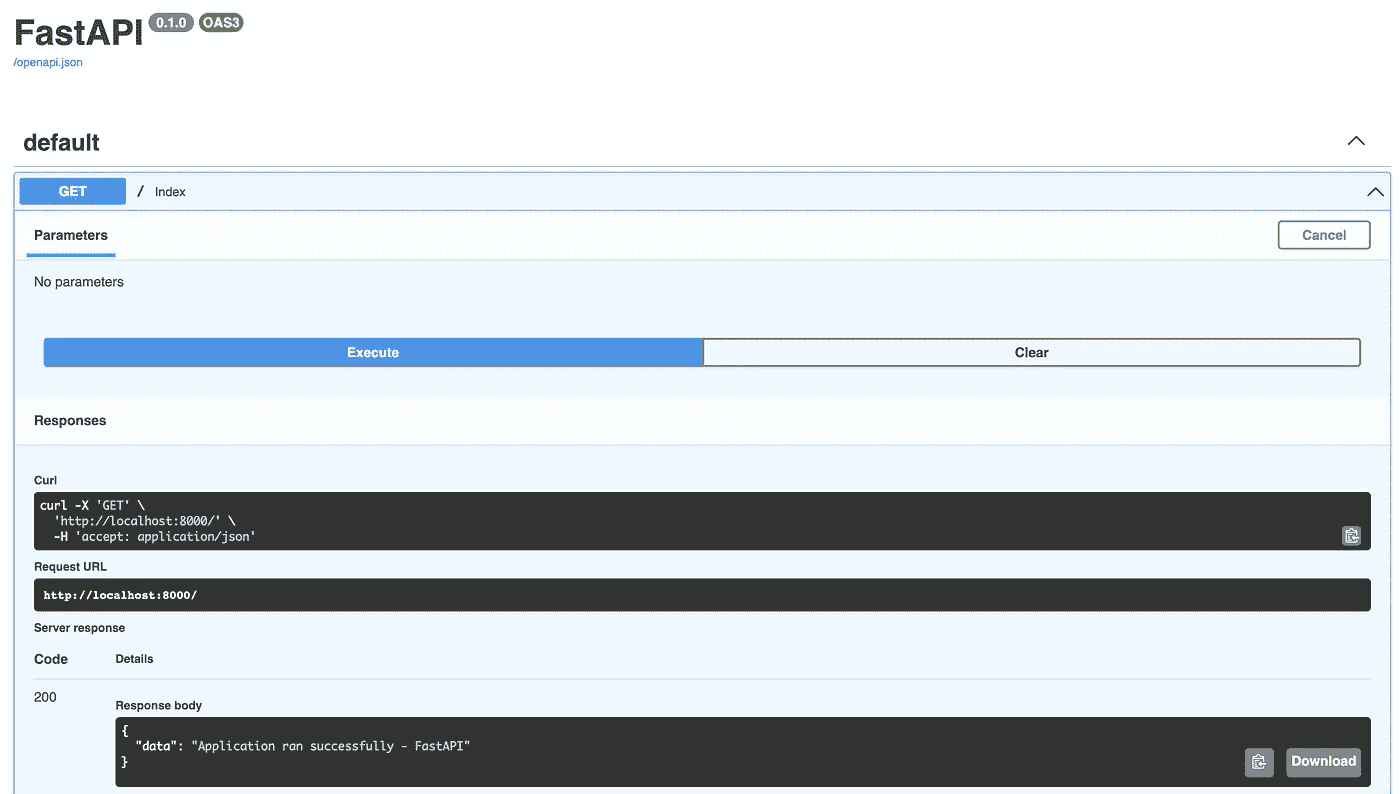 FastAPI 0.1.0 OAS3
/openapi.json
default
GET / Index
Parameters Cancel
No parameters
Execute Clear
Responses
Curl
curl -X 'GET' \
'http://localhost:8000/' \
-H 'accept: application/json'
Request URL
http://localhost:8000/
Server response
Code Details
200
Response body
{
"data": "Application ran successfully - FastAPI"
}
Download